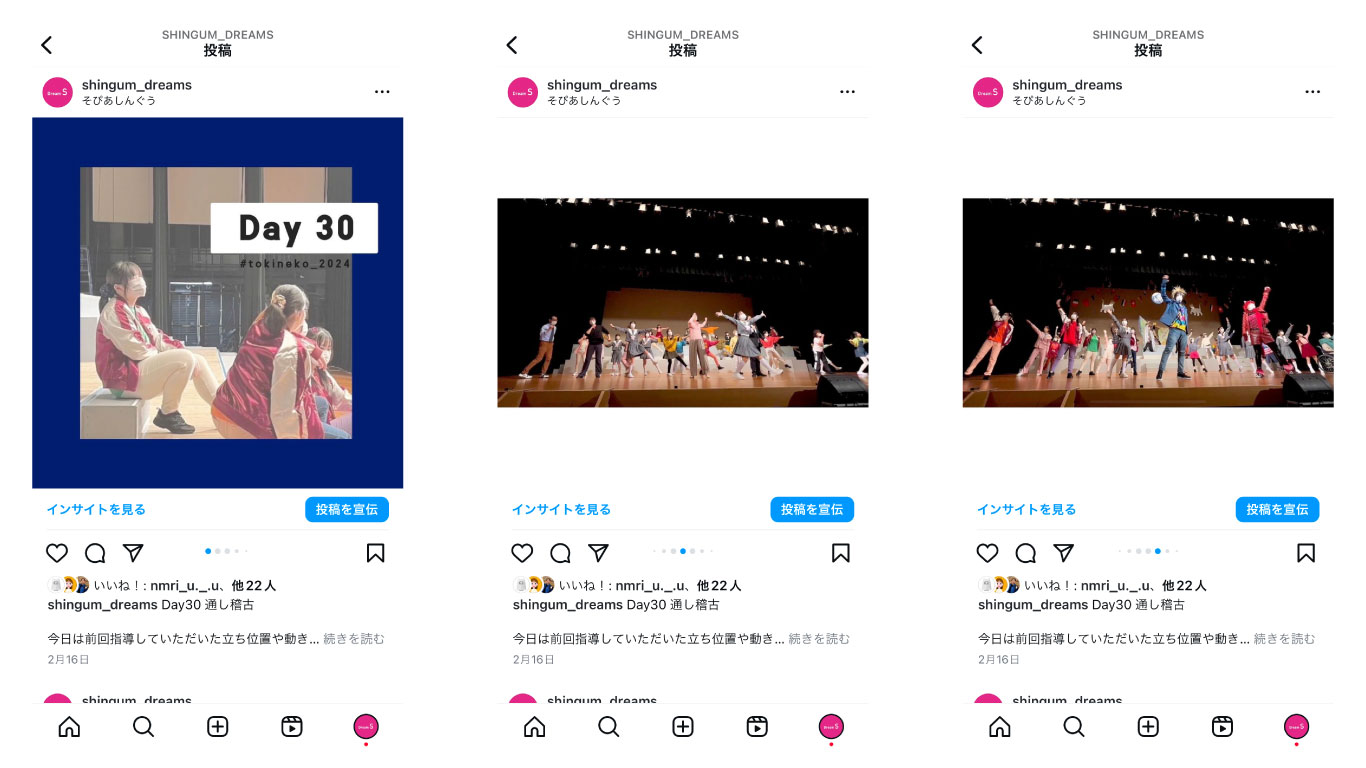 SHINGUM_DREAMS
投稿
shingum_dreams
そぴあしんぐう
Day 30
#tokineko_2024
インサイトを見る
投稿を宣伝
いいね！: nmri_u._.u、他22人
shingum_dreams Day30 通し稽古
今日は前回指導していただいた立ち位置や動き... 続きを読む
2月16日
shingum_dreams
SHINGUM_DREAMS
投稿
shingum_dreams
そぴあしんぐう
インサイトを見る
投稿を宣伝
いいね！: nmri_u._.u、他22人
shingum_dreams Day30 通し稽古
今日は前回指導していただいた立ち位置や動き... 続きを読む
2月16日
shingum_dreams
SHINGUM_DREAMS
投稿
shingum_dreams
そぴあしんぐう
インサイトを見る
投稿を宣伝
いいね！: nmri_u._.u、他22人
shingum_dreams Day30 通し稽古
今日は前回指導していただいた立ち位置や動き... 続きを読む
2月16日
shingum_dreams